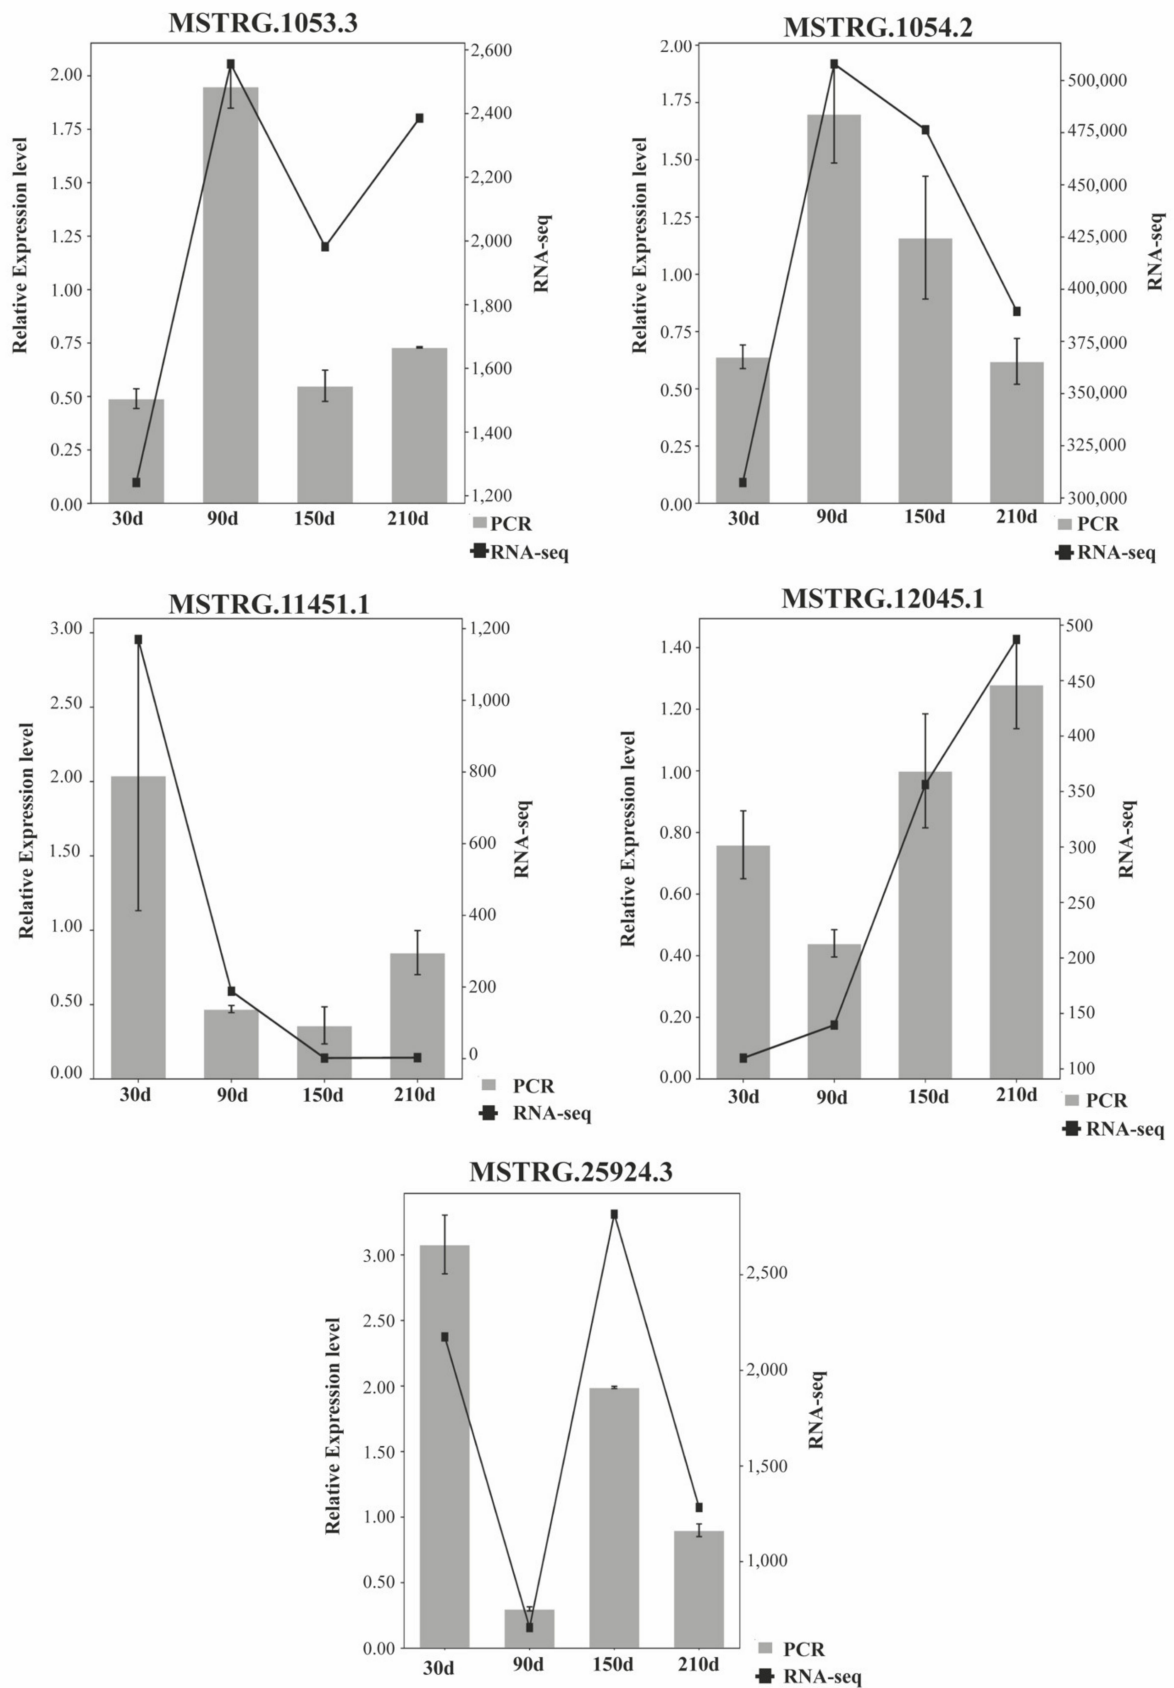 MSTRG.1053.3
Relative Expression level
2.00
1.75
1.50
1.25
1.00
0.75
0.50
0.25
0.00
2,600
2,400
2,200
2,000
1,800
1,600
1,400
1,200
RNA-seq
30d 90d 150d 210d
PCR
RNA-seq
MSTRG.1054.2
Relative Expression level
2.00
1.75
1.50
1.25
1.00
0.75
0.50
0.25
0.00
500,000
475,000
450,000
425,000
400,000
375,000
350,000
325,000
300,000
RNA-seq
30d 90d 150d 210d
PCR
RNA-seq
MSTRG.11451.1
Relative Expression level
3.00
2.50
2.00
1.50
1.00
0.50
0.00
1,200
1,000
800
600
400
200
0
RNA-seq
30d 90d 150d 210d
PCR
RNA-seq
MSTRG.12045.1
Relative Expression level
1.40
1.20
1.00
0.80
0.60
0.40
0.20
0.00
500
450
400
350
300
250
200
150
100
RNA-seq
30d 90d 150d 210d
PCR
RNA-seq
MSTRG.25924.3
Relative Expression level
3.00
2.50
2.00
1.50
1.00
0.50
0.00
2,500
2,000
1,500
1,000
RNA-seq
30d 90d 150d 210d
PCR
RNA-seq